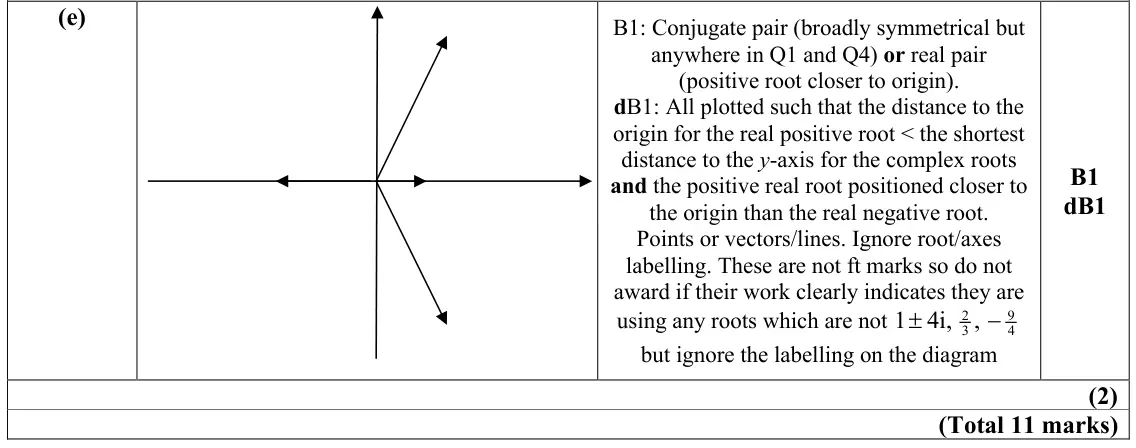 (e)
B1: Conjugate pair (broadly symmetrical but
anywhere in Q1 and Q4) or real pair
(positive root closer to origin).
dB1: All plotted such that the distance to the
origin for the real positive root < the shortest
distance to the y-axis for the complex roots
and the positive real root positioned closer to
the origin than the real negative root.
Points or vectors/lines. Ignore root/axes
labelling. These are not ft marks so do not
award if their work clearly indicates they are
using any roots which are not 1 ± 4i, 2/3, −9/4
but ignore the labelling on the diagram
B1
dB1
(2)
(Total 11 marks)